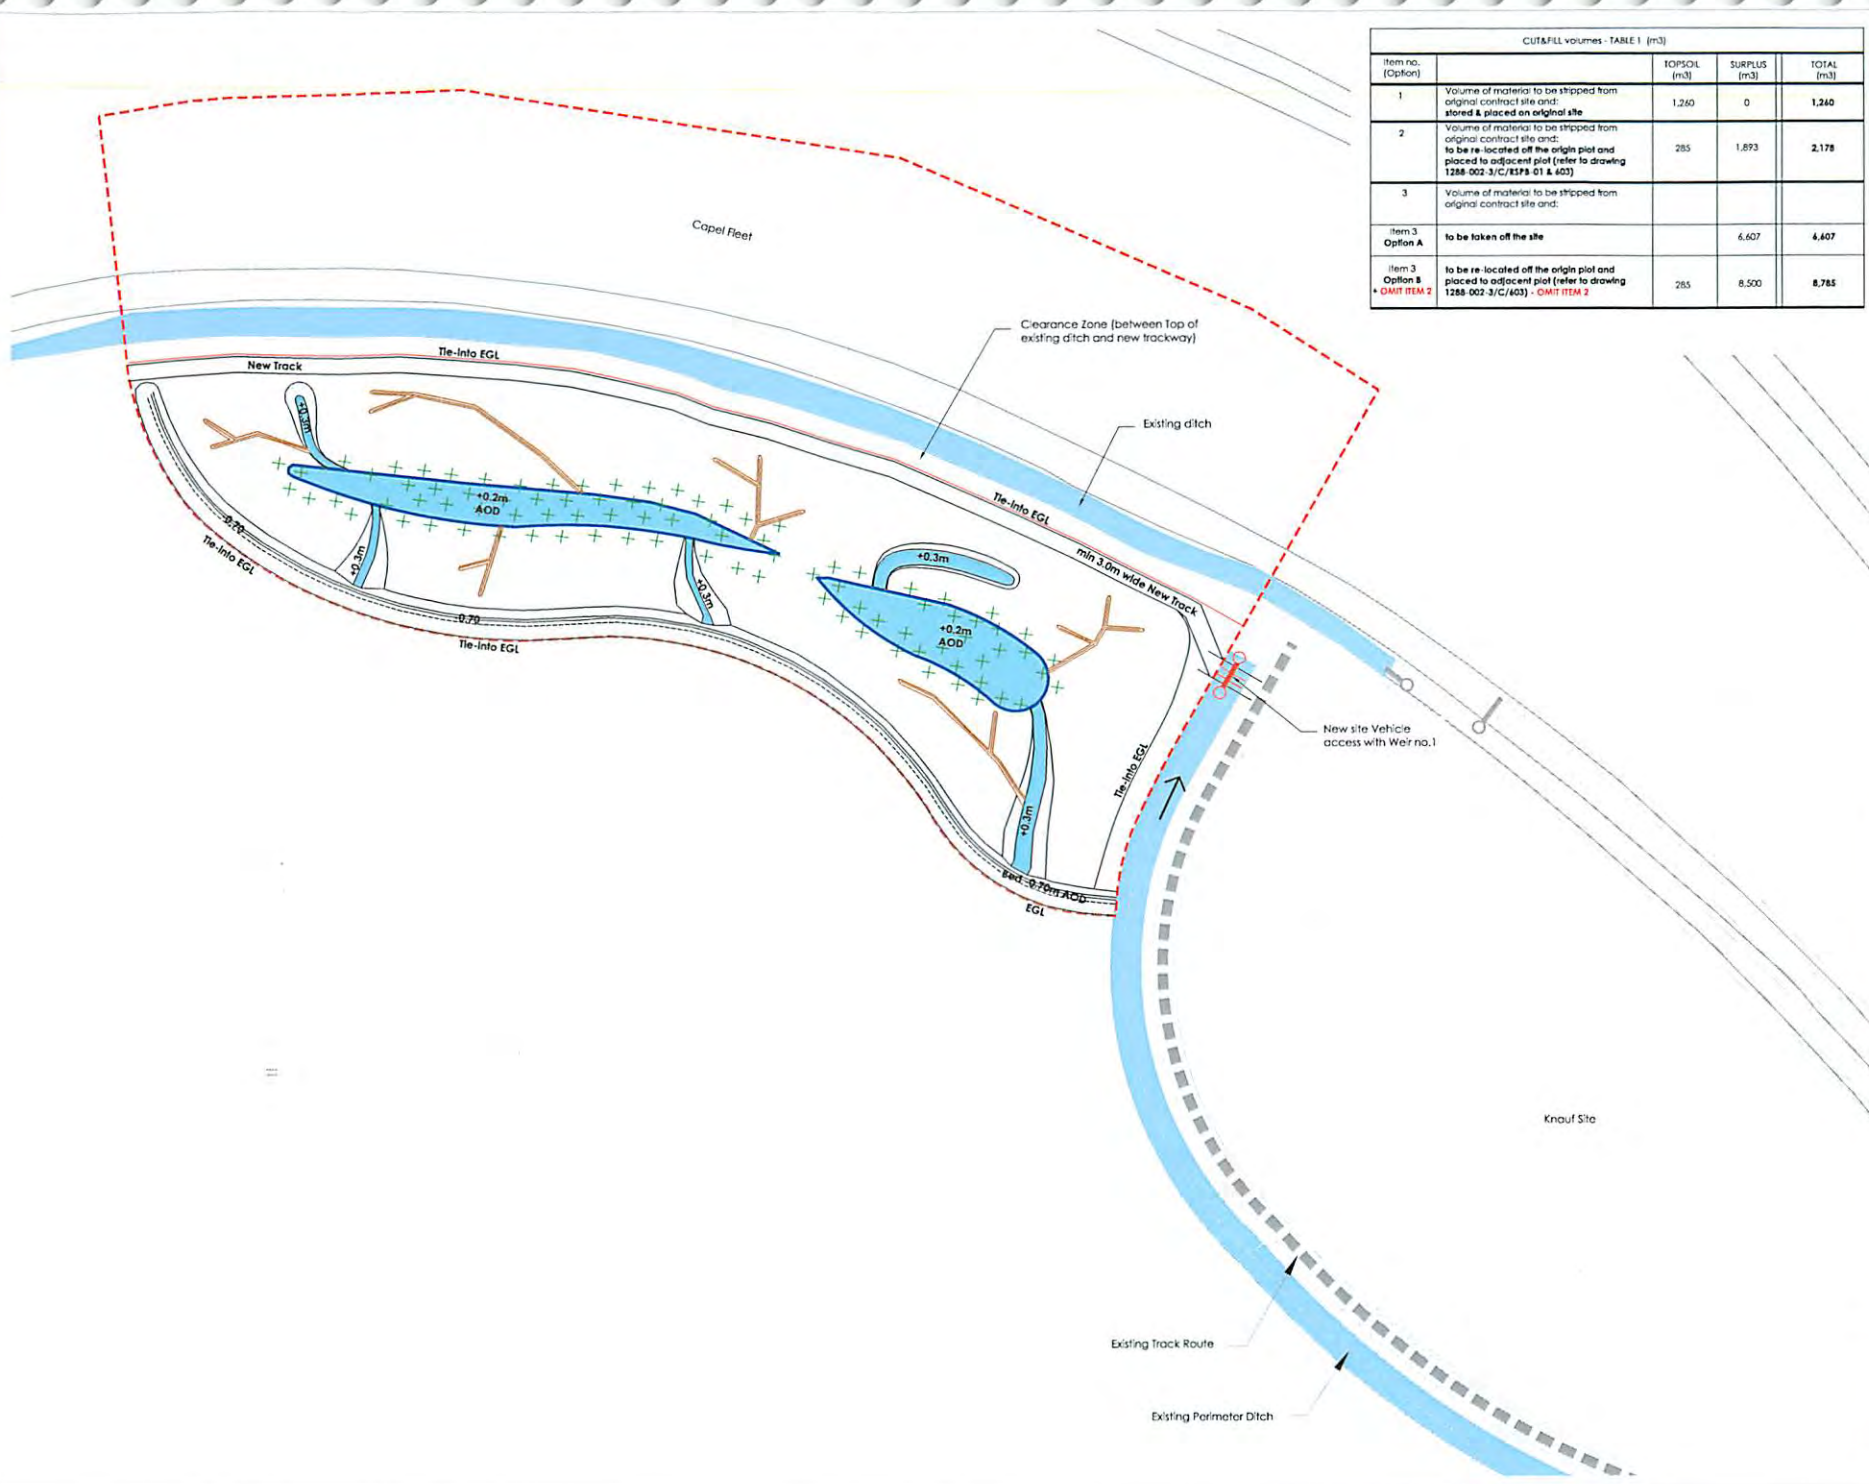 CUT&FILL volumes - TABLE 1 (m3)
Item no.
(Option)
TOPSOIL
(m3)
SURPLUS
(m3)
TOTAL
(m3)
1
Volume of material to be stripped from
original contract site and:
stored & placed on original site
1,260
0
1,260
2
Volume of material to be stripped from
original contract site and:
to be re-located off the origin plot and
placed to adjacent plot (refer to drawing
1288-002-3/C/RSPB-01 & 603)
285
1,893
2,178
3
Volume of material to be stripped from
original contract site and:
Item 3
Option A
to be taken off the site
6,607
6,607
Item 3
Option B
+ OMIT ITEM 2
to be re-located off the origin plot and
placed to adjacent plot (refer to drawing
1288-002-3/C/603) - OMIT ITEM 2
285
8,500
8,785
Capel Fleet
Clearance Zone (between Top of
existing ditch and new trackway)
Existing ditch
Tie-into EGL
New Track
+0.3m
+0.2m
AOD
Tie-into EGL
min 3.0m wide New Track
-0.70
Tie-into EGL
+0.3m
+0.3m
-0.70
Tie-into EGL
+0.3m
+0.2m
AOD
New site Vehicle
access with Weir no.1
Tie-into EGL
+0.3m
Bed -0.70m AOD
EGL
Knauf Site
Existing Track Route
Existing Perimeter Ditch